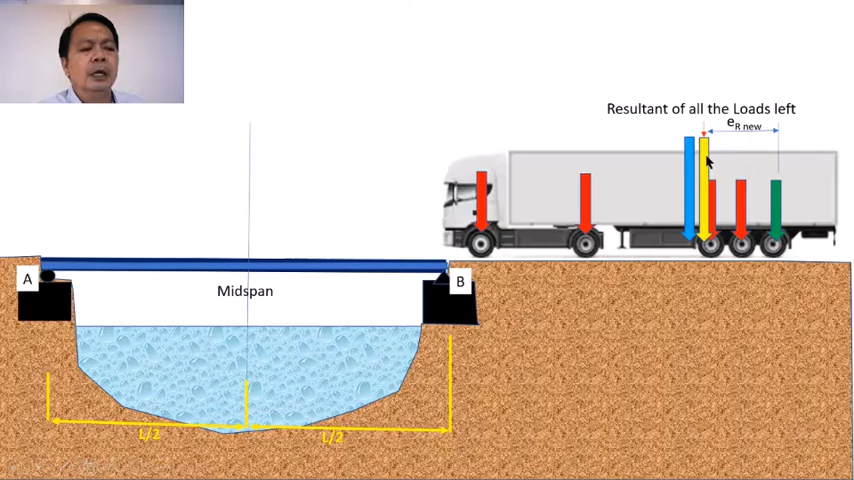 Resultant of all the Loads left
eR new
A
B
Midspan
L/2
L/2